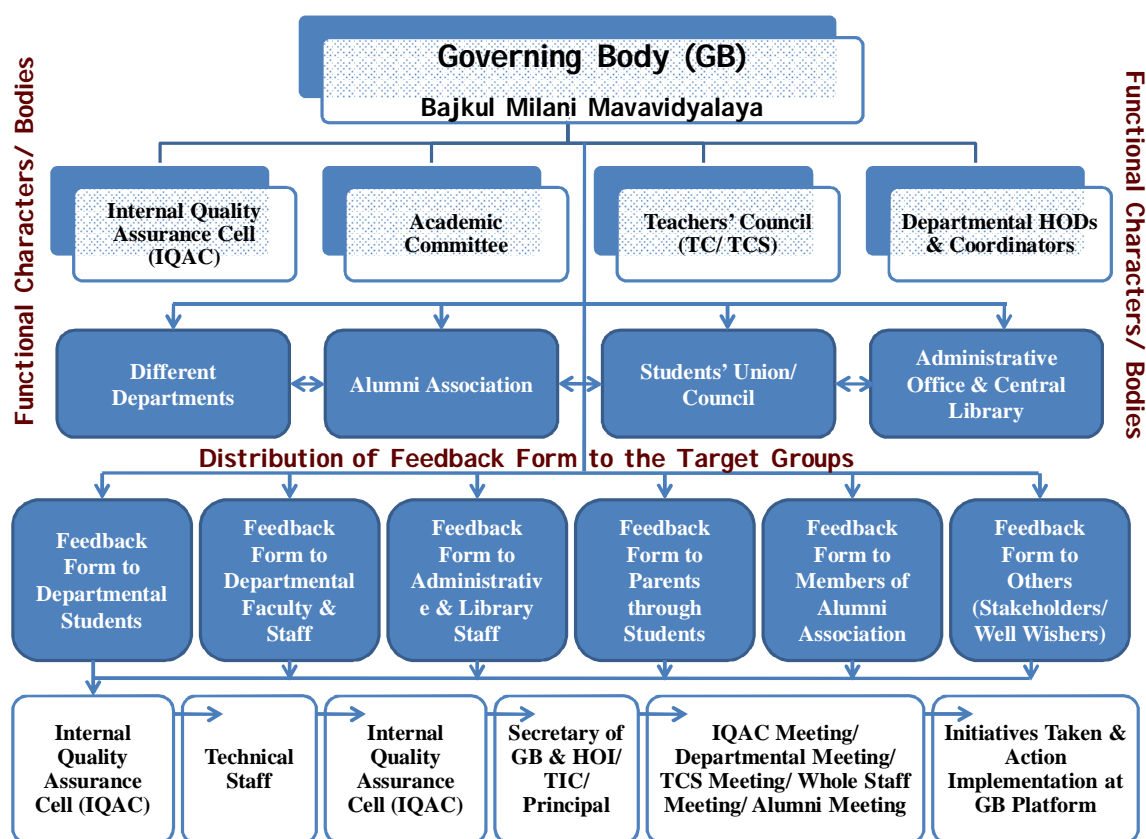 Governing Body (GB)
Bajkul Milani Mavavidyalaya
Functional Characters/ Bodies
Functional Characters/ Bodies
Internal Quality
Assurance Cell
(IQAC)
Academic
Committee
Teachers’ Council
(TC/ TCS)
Departmental HODs
& Coordinators
Different
Departments
Alumni Association
Students’ Union/
Council
Administrative
Office & Central
Library
Distribution of Feedback Form to the Target Groups
Feedback
Form to
Departmental
Students
Feedback
Form to
Departmental
Faculty &
Staff
Feedback
Form to
Administrativ
e & Library
Staff
Feedback
Form to
Parents
through
Students
Feedback
Form to
Members of
Alumni
Association
Feedback
Form to
Others
(Stakeholders/
Well Wishers)
Internal
Quality
Assurance
Cell (IQAC)
Technical
Staff
Internal
Quality
Assurance
Cell (IQAC)
Secretary of
GB & HOI/
TIC/
Principal
IQAC Meeting/
Departmental Meeting/
TCS Meeting/ Whole Staff
Meeting/ Alumni Meeting
Initiatives Taken &
Action
Implementation at
GB Platform